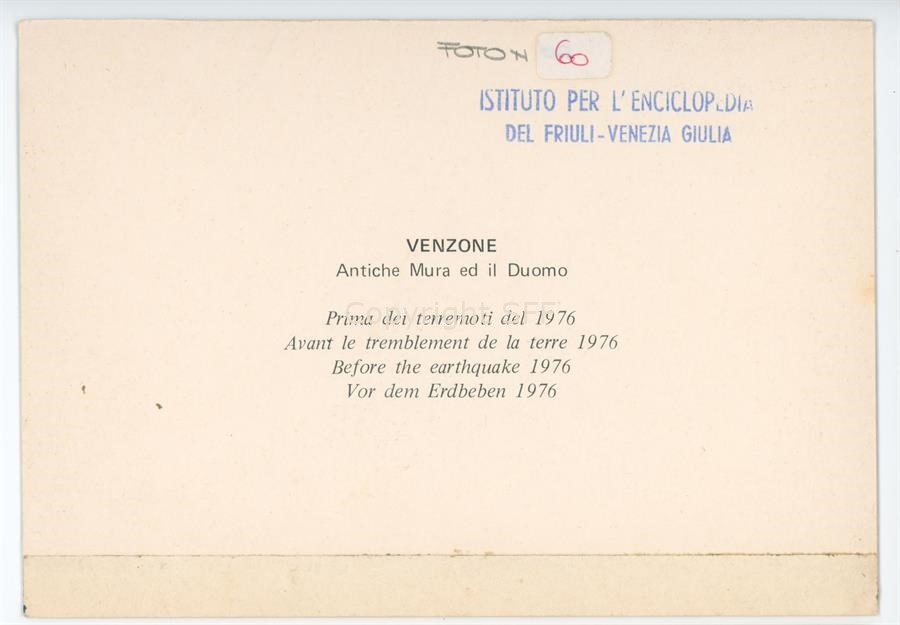 FOTO N 60
ISTITUTO PER L'ENCICLOPEDIA
DEL FRIULI-VENEZIA GIULIA
VENZONE
Antiche Mura ed il Duomo
Copyright SFF
Prima dei terremoti del 1976
Avant le tremblement de la terre 1976
Before the earthquake 1976
Vor dem Erdbeben 1976